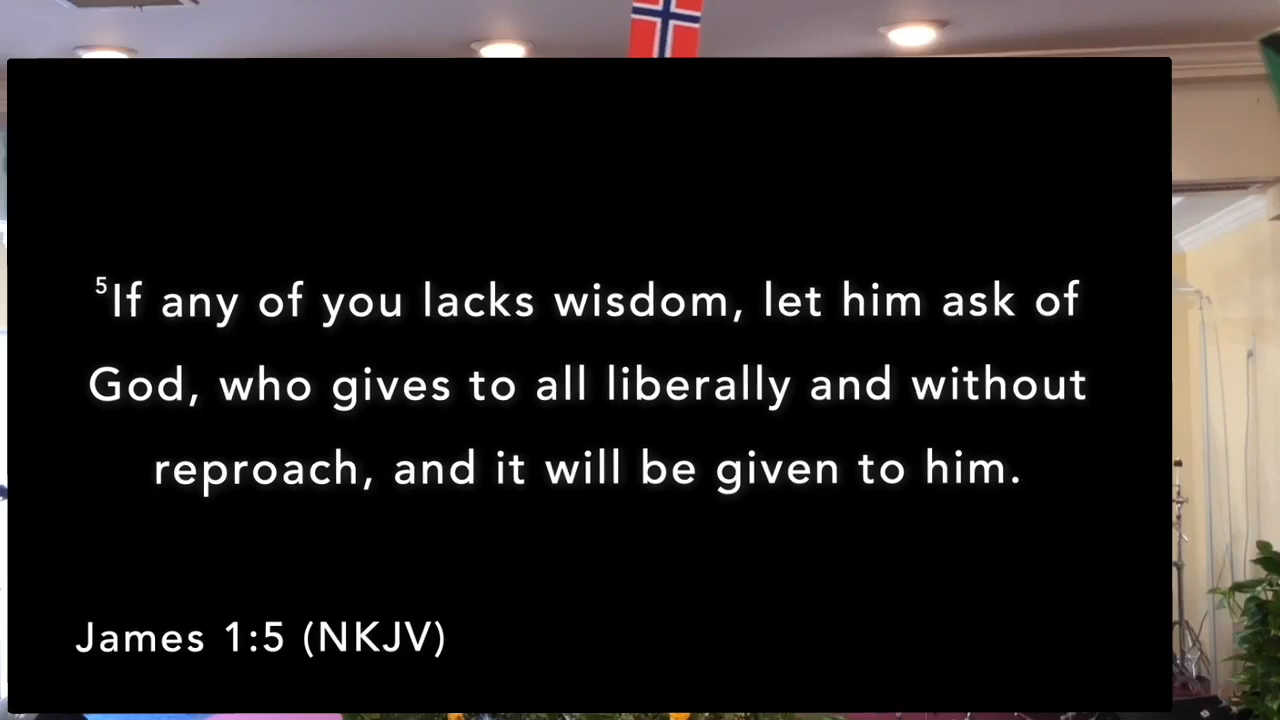 ⁵If any of you lacks wisdom, let him ask of
God, who gives to all liberally and without
reproach, and it will be given to him.
James 1:5 (NKJV)